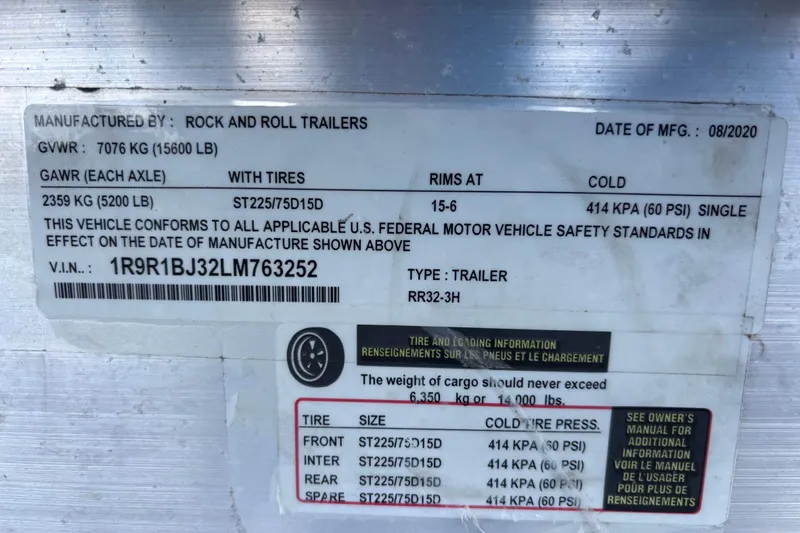 MANUFACTURED BY : ROCK AND ROLL TRAILERS DATE OF MFG. : 08/2020
GVWR : 7076 KG (15600 LB)
GAWR (EACH AXLE) WITH TIRES RIMS AT COLD
2359 KG (5200 LB) ST225/75D15D 15-6 414 KPA (60 PSI) SINGLE
THIS VEHICLE CONFORMS TO ALL APPLICABLE U.S. FEDERAL MOTOR VEHICLE SAFETY STANDARDS IN
EFFECT ON THE DATE OF MANUFACTURE SHOWN ABOVE
V.I.N.. : 1R9R1BJ32LM763252 TYPE : TRAILER
RR32-3H
TIRE AND LOADING INFORMATION
RENSEIGNEMENTS SUR LES PNEUS ET LE CHARGEMENT
The weight of cargo should never exceed
6,350 kg or 14,000 lbs.
TIRE SIZE COLD TIRE PRESS.
FRONT ST225/75D15D 414 KPA (60 PSI)
INTER ST225/75D15D 414 KPA (60 PSI)
REAR ST225/75D15D 414 KPA (60 PSI)
SPARE ST225/75D15D 414 KPA (60 PSI)
SEE OWNER'S
MANUAL FOR
ADDITIONAL
INFORMATION
VOIR LE MANUEL
DE L'USAGER
POUR PLUS DE
RENSEIGNEMENTS